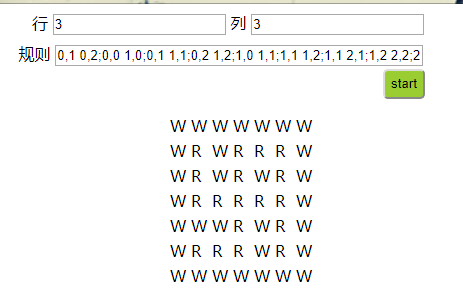 行 3 列 3
规则 0,1 0,2;0,0 1,0;0,1 1,1;0,2 1,2;1,0 1,1;1,1 1,2;1,1 2,1;1,2 2,2;2
start
W W W W W W W
W R W R R R W
W R W R W R W
W R R R R R W
W W W R W R W
W R R R W R W
W W W W W W W